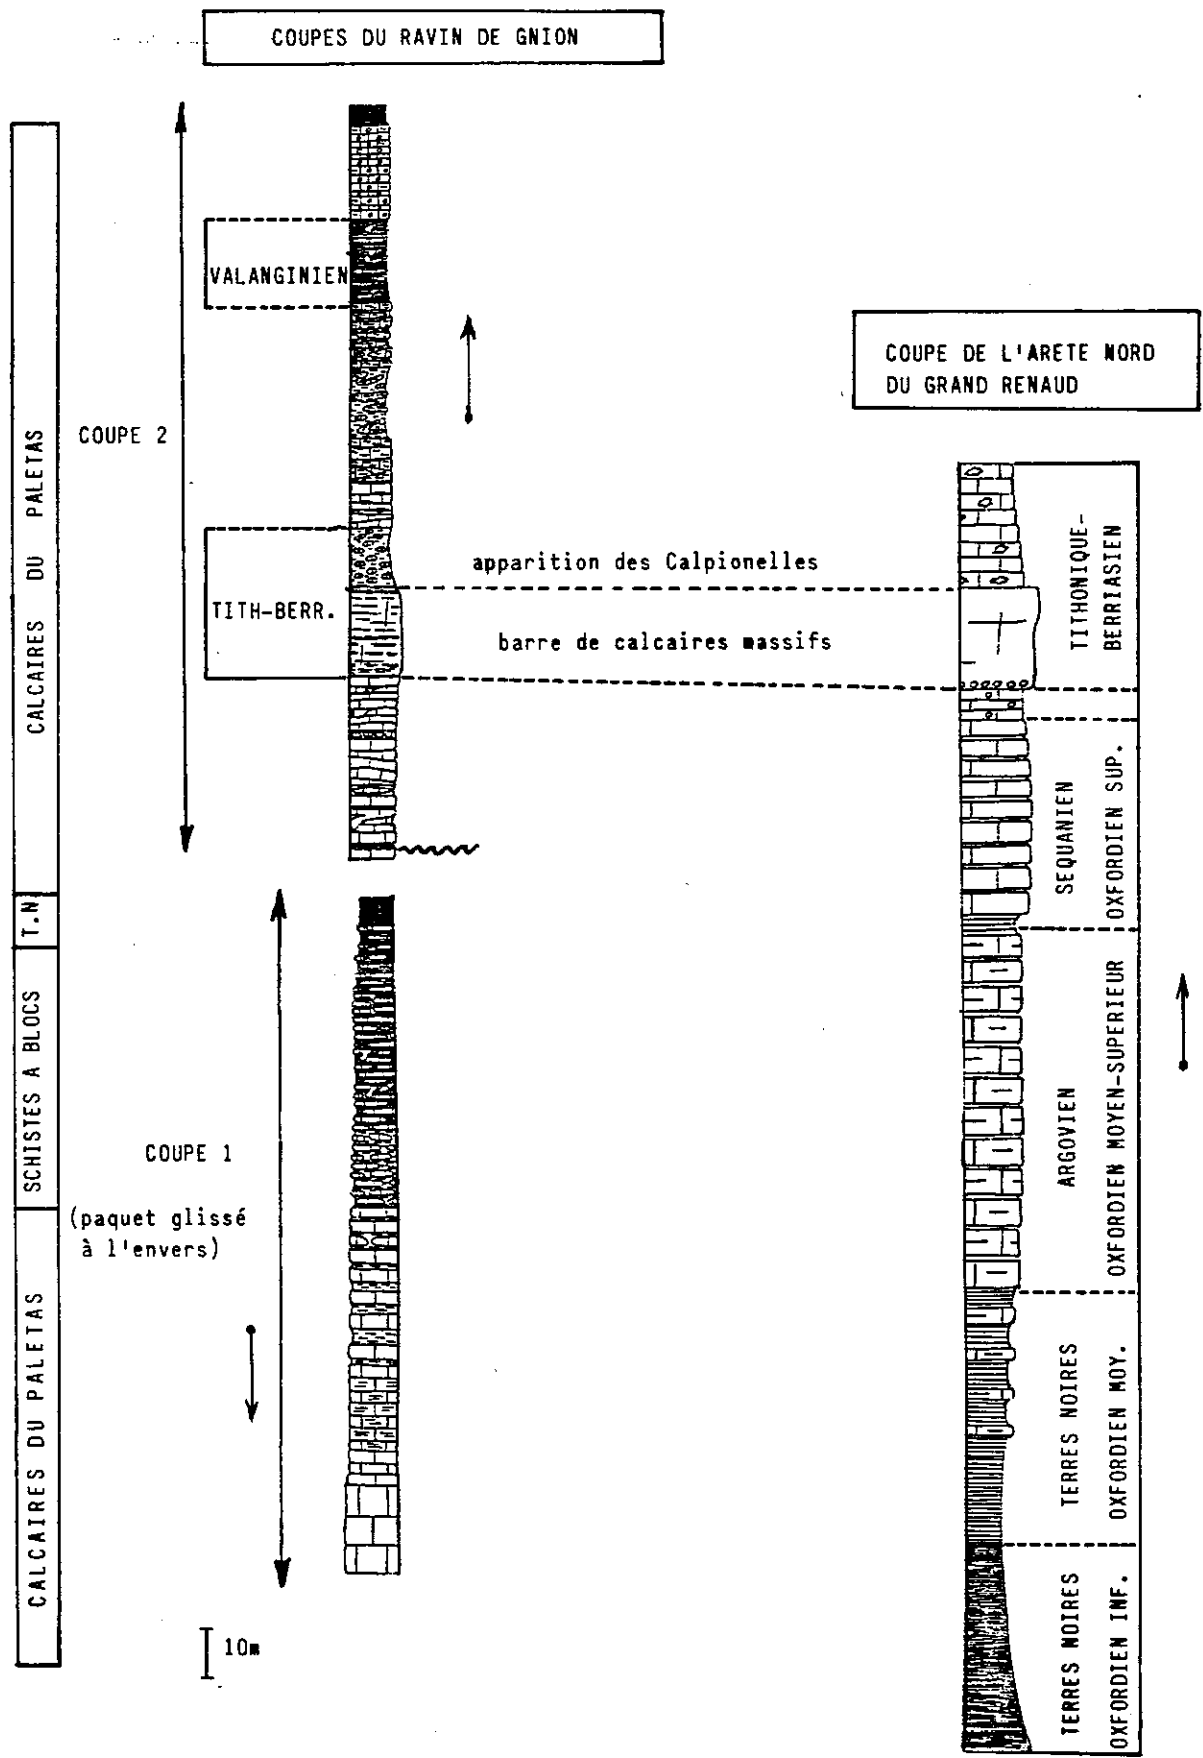 COUPES DU RAVIN DE GNION
CALCAIRES DU PALETAS
T.N
SCHISTES A BLOCS
CALCAIRES DU PALETAS
COUPE 2
VALANGINIEN
TITH-BERR.
COUPE 1
(paquet glissé
à l'envers)
10m
apparition des Calpionelles
barre de calcaires massifs
COUPE DE L'ARETE NORD
DU GRAND RENAUD
TITHONIQUE-
BERRIASIEN
SEQUANIEN
OXFORDIEN SUP.
ARGOVIEN
OXFORDIEN MOYEN-SUPERIEUR
TERRES NOIRES
OXFORDIEN MOY.
TERRES NOIRES
OXFORDIEN INF.